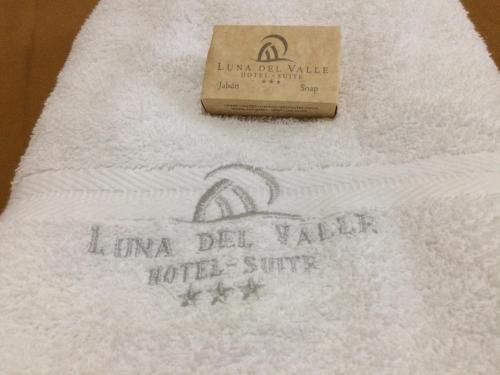 LUNA DEL VALLE
HOTEL - SUITE
Jabón Soap
LUNA DEL VALLE
HOTEL - SUITE